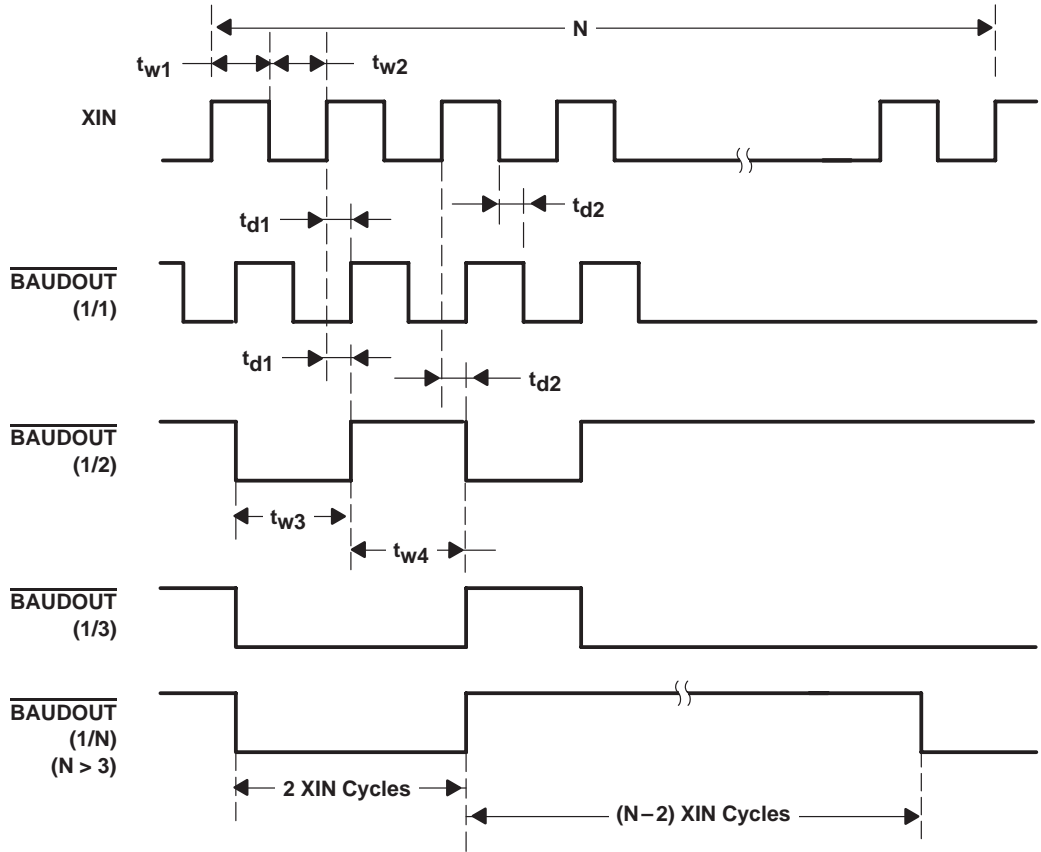 N
tw1
tw2
XIN
td1
td2
BAUDOUT
(1/1)
td1
td2
BAUDOUT
(1/2)
tw3
tw4
BAUDOUT
(1/3)
BAUDOUT
(1/N)
(N > 3)
2 XIN Cycles
(N−2) XIN Cycles